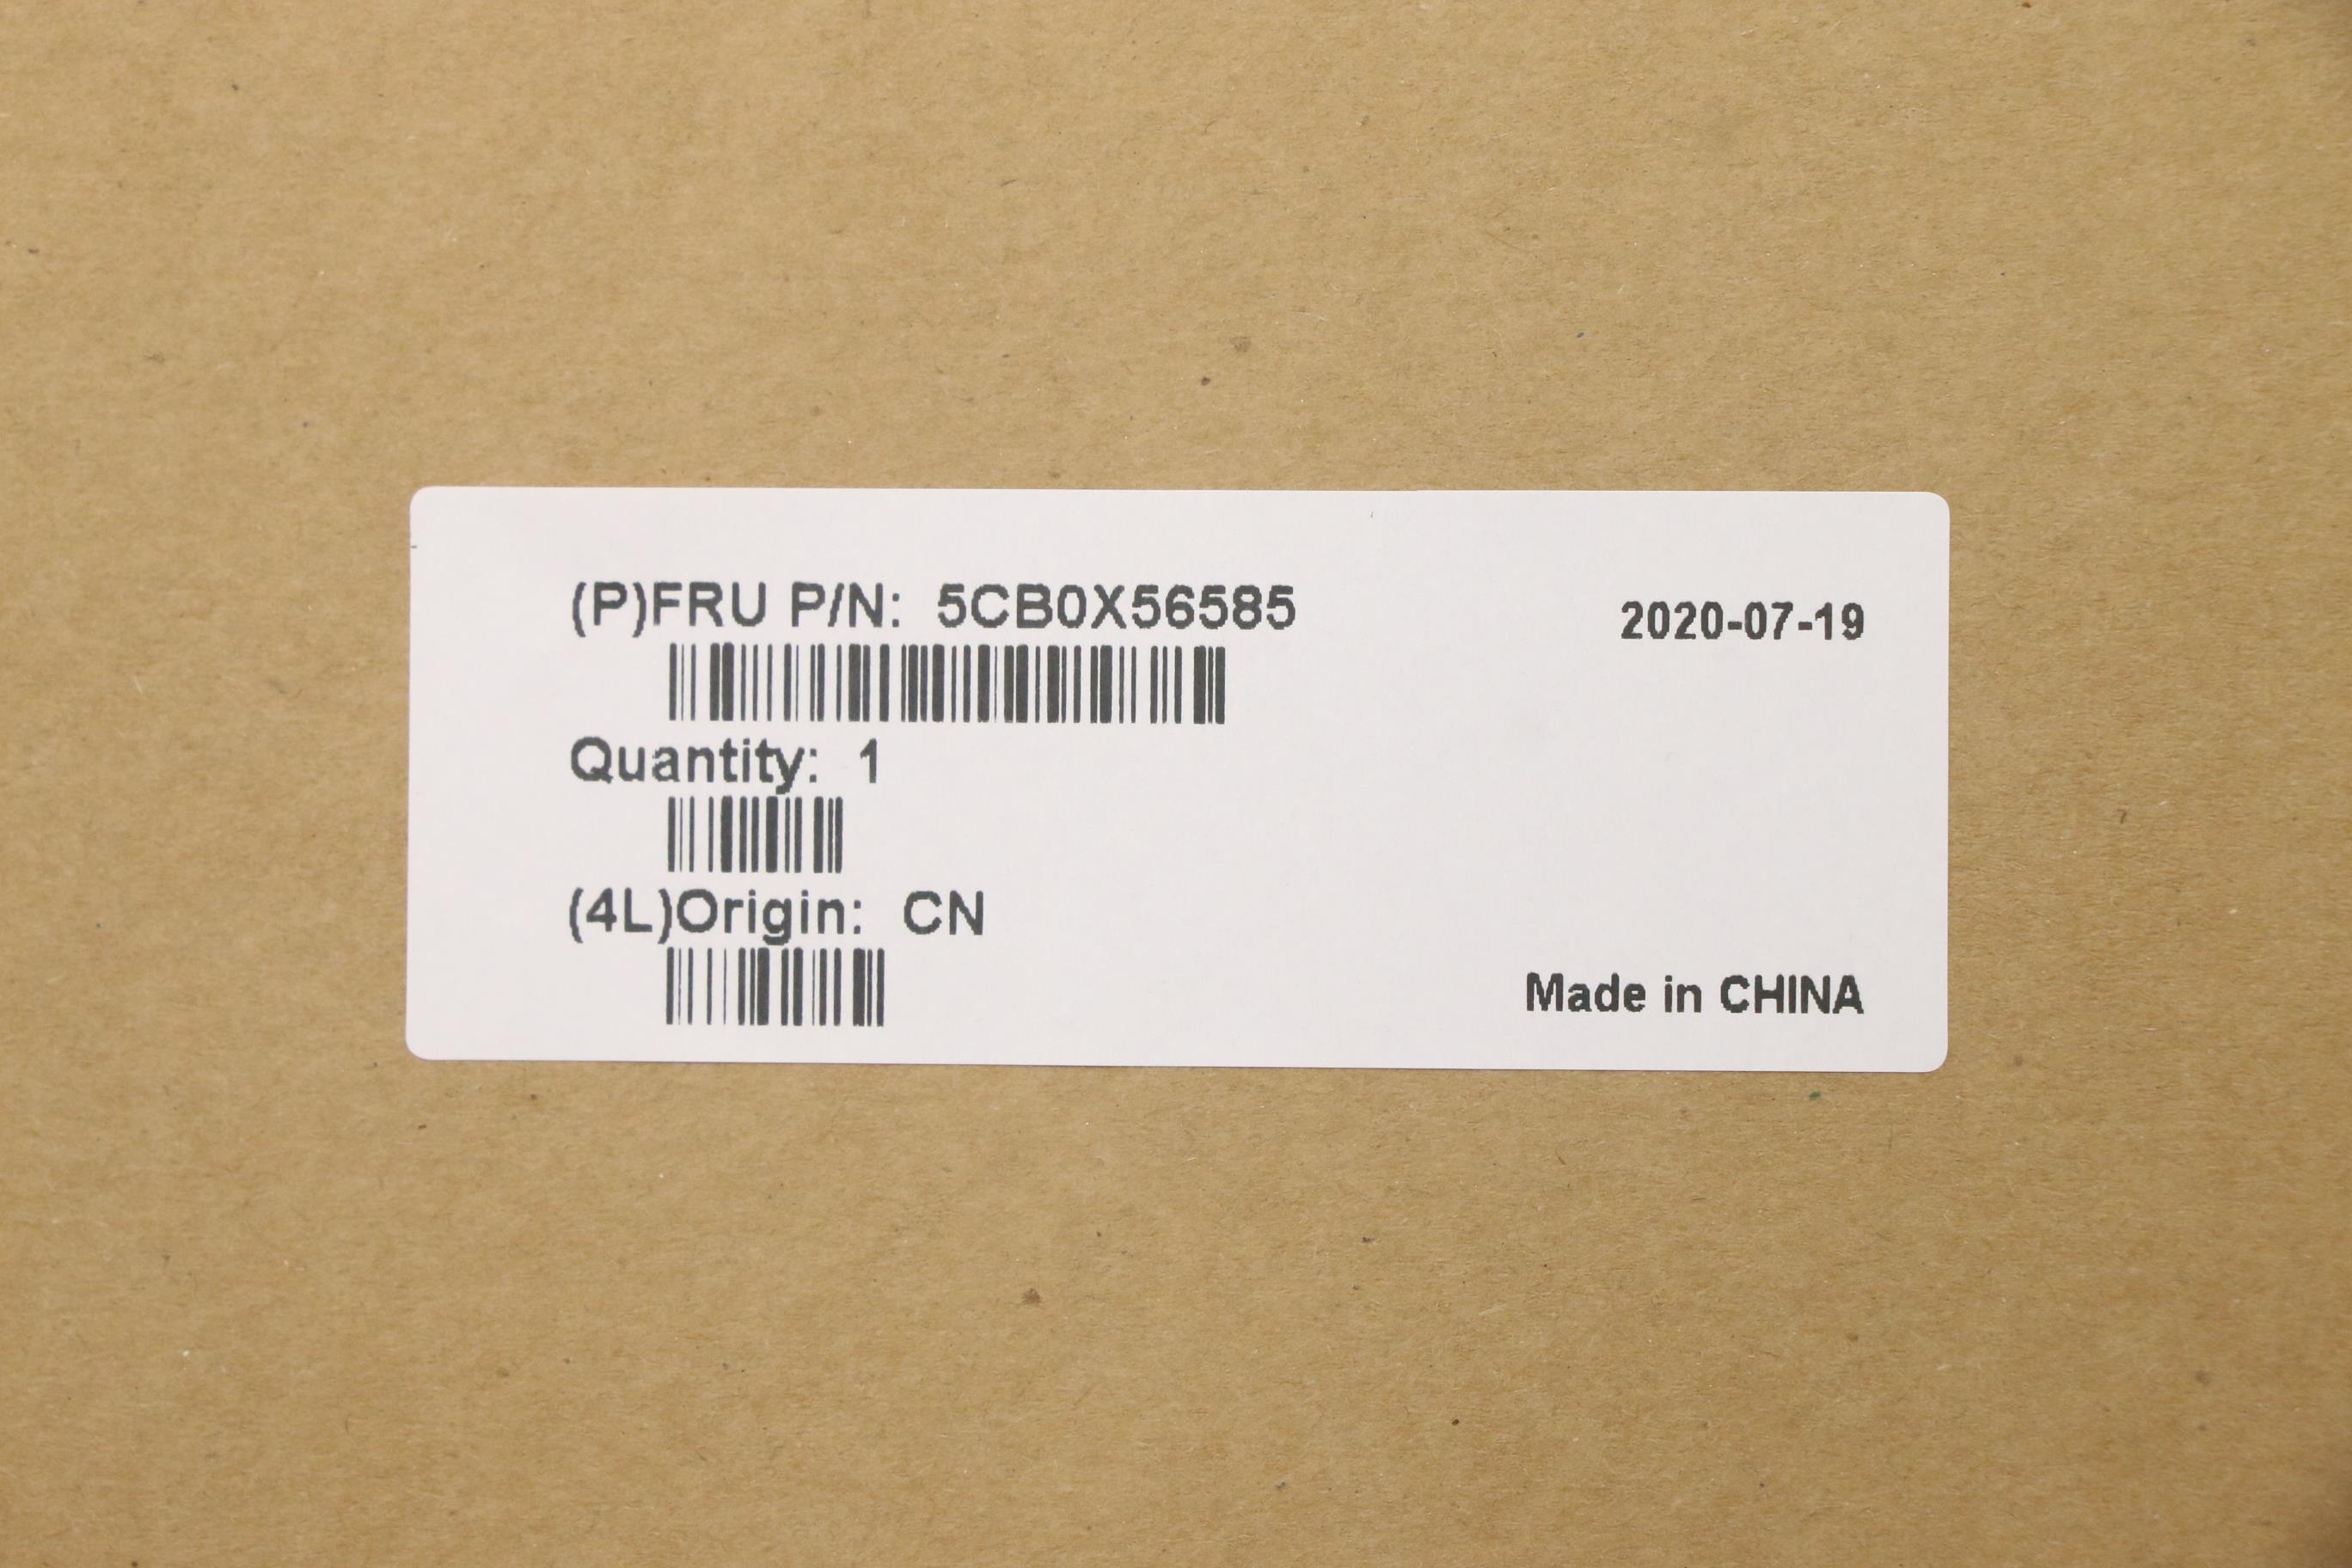 (P)FRU P/N: 5CB0X56585
2020-07-19
Quantity: 1
(4L)Origin: CN
Made in CHINA